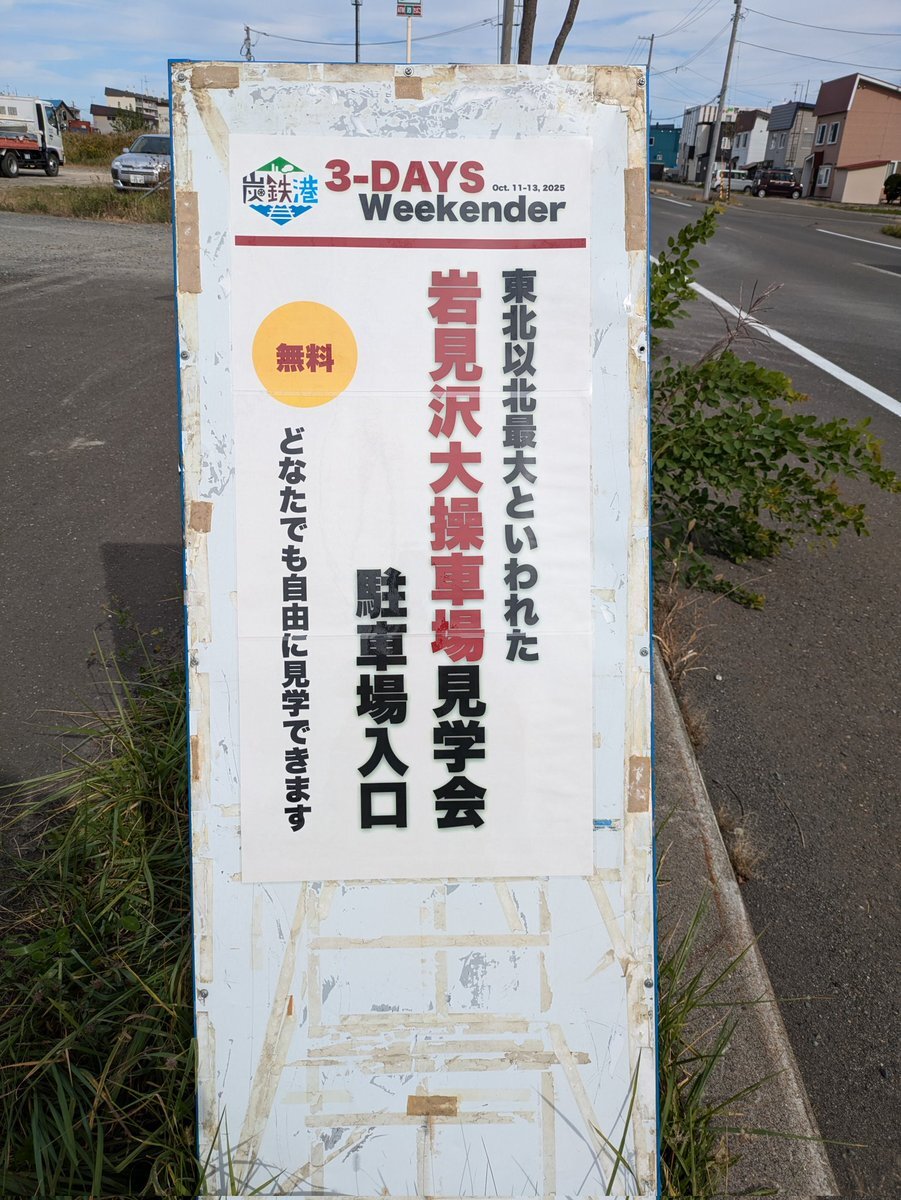 炭鉄港
3-DAYS
Oct. 11-13, 2025
Weekender
東北以北最大といわれた
岩見沢大操車場見学会
駐車場入口
無料
どなたでも自由に見学できます